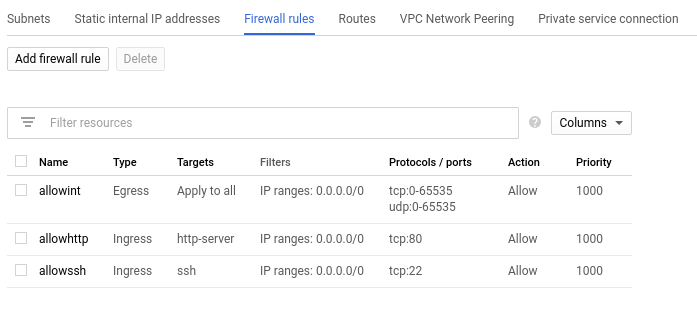 Subnets Static internal IP addresses Firewall rules Routes VPC Network Peering Private service connection
Add firewall rule Delete
Filter resources ? Columns
Name Type Targets Filters Protocols / ports Action Priority
allowint Egress Apply to all IP ranges: 0.0.0.0/0 tcp:0-65535 Allow 1000
udp:0-65535
allowhttp Ingress http-server IP ranges: 0.0.0.0/0 tcp:80 Allow 1000
allowssh Ingress ssh IP ranges: 0.0.0.0/0 tcp:22 Allow 1000